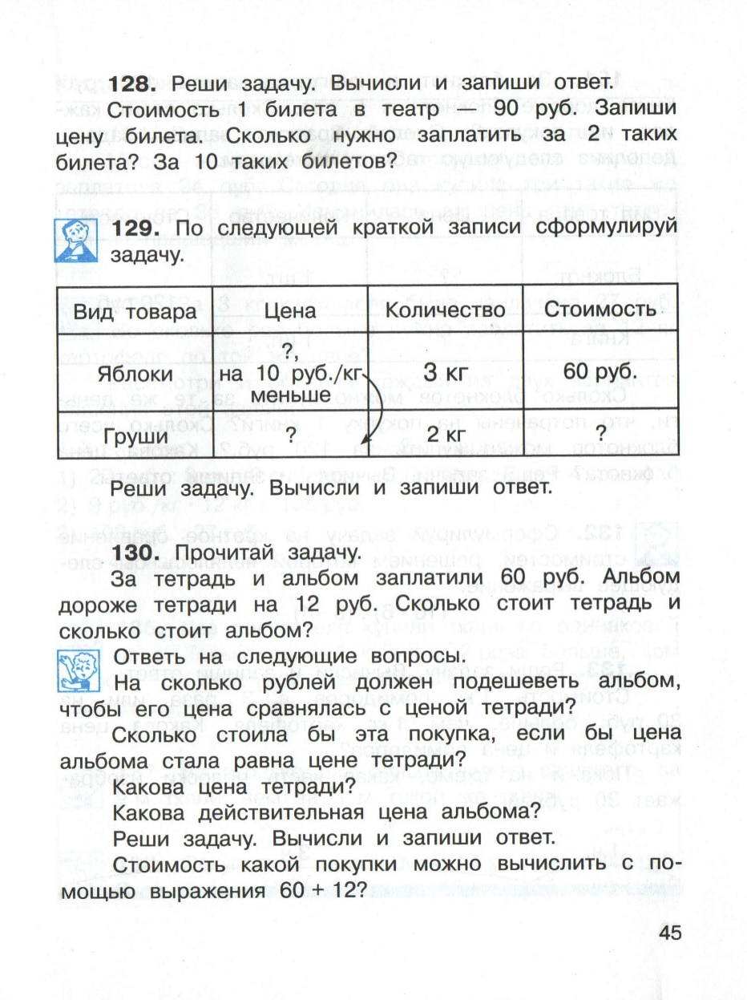 128. Реши задачу. Вычисли и запиши ответ.
Стоимость 1 билета в театр – 90 руб. Запиши
цену билета. Сколько нужно заплатить за 2 таких
билета? За 10 таких билетов?
129. По следующей краткой записи сформулируй
задачу.
Вид товара Цена Количество Стоимость
Яблоки ?, на 10 руб./кг меньше 3 кг 60 руб.
Груши ? 2 кг ?
Реши задачу. Вычисли и запиши ответ.
130. Прочитай задачу.
За тетрадь и альбом заплатили 60 руб. Альбом
дороже тетради на 12 руб. Сколько стоит тетрадь и
сколько стоит альбом?
Ответь на следующие вопросы.
На сколько рублей должен подешеветь альбом,
чтобы его цена сравнялась с ценой тетради?
Сколько стоила бы эта покупка, если бы цена
альбома стала равна цене тетради?
Какова цена тетради?
Какова действительная цена альбома?
Реши задачу. Вычисли и запиши ответ.
Стоимость какой покупки можно вычислить с по-
мощью выражения 60 + 12?
45